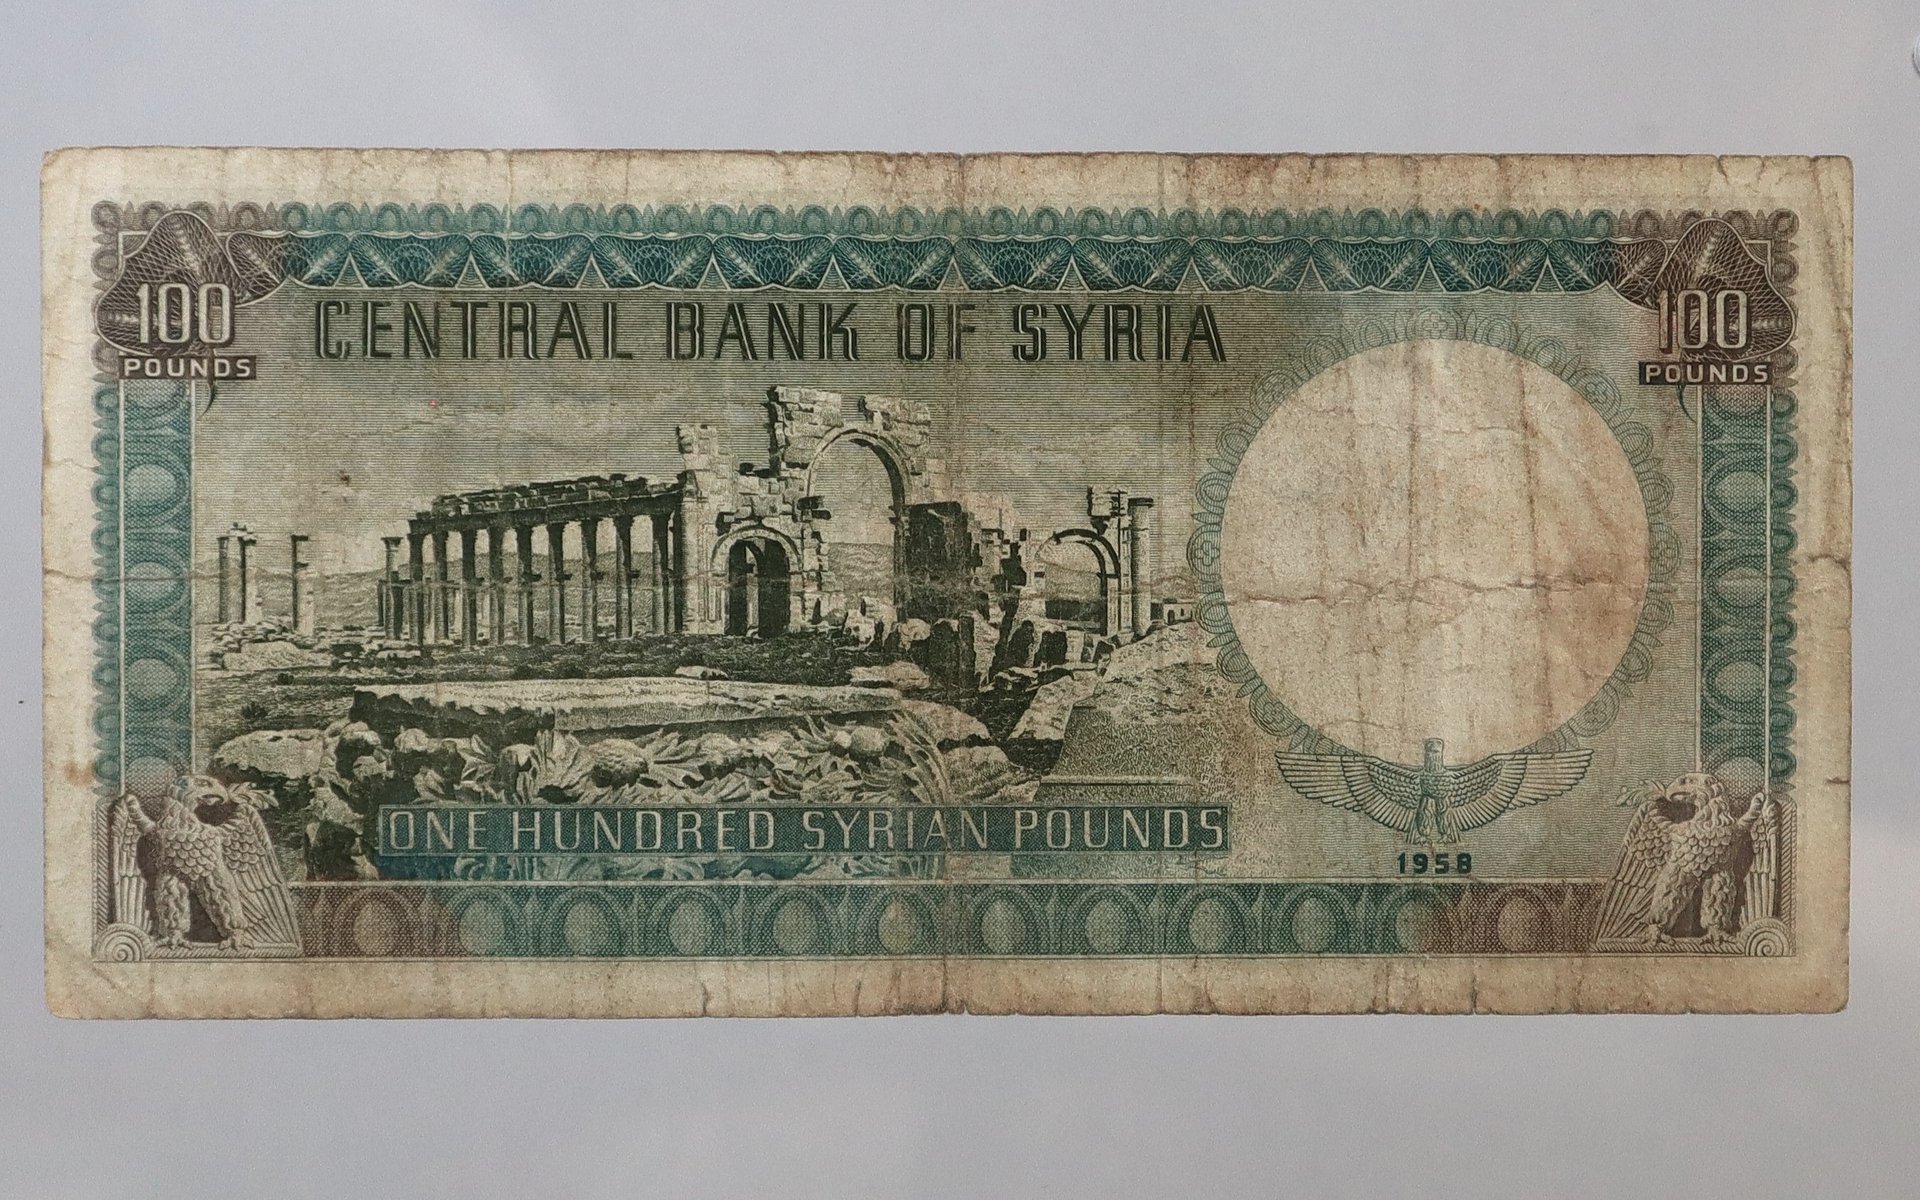 100
POUNDS
CENTRAL BANK OF SYRIA
100
POUNDS
ONE HUNDRED SYRIAN POUNDS
1958